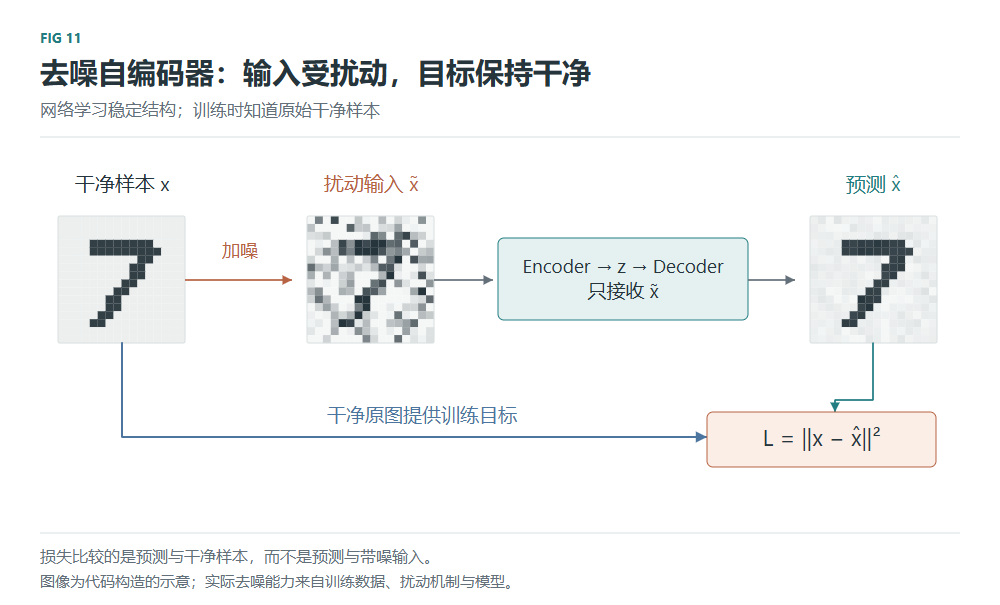 FIG 11
去噪自编码器：输入受扰动，目标保持干净
网络学习稳定结构；训练时知道原始干净样本
干净样本 x
扰动输入 x̃
预测 x̂
加噪
Encoder → z → Decoder
只接收 x̃
干净原图提供训练目标
L = ||x − x̂||²
损失比较的是预测与干净样本，而不是预测与带噪输入。
图像为代码构造的示意；实际去噪能力来自训练数据、扰动机制与模型。